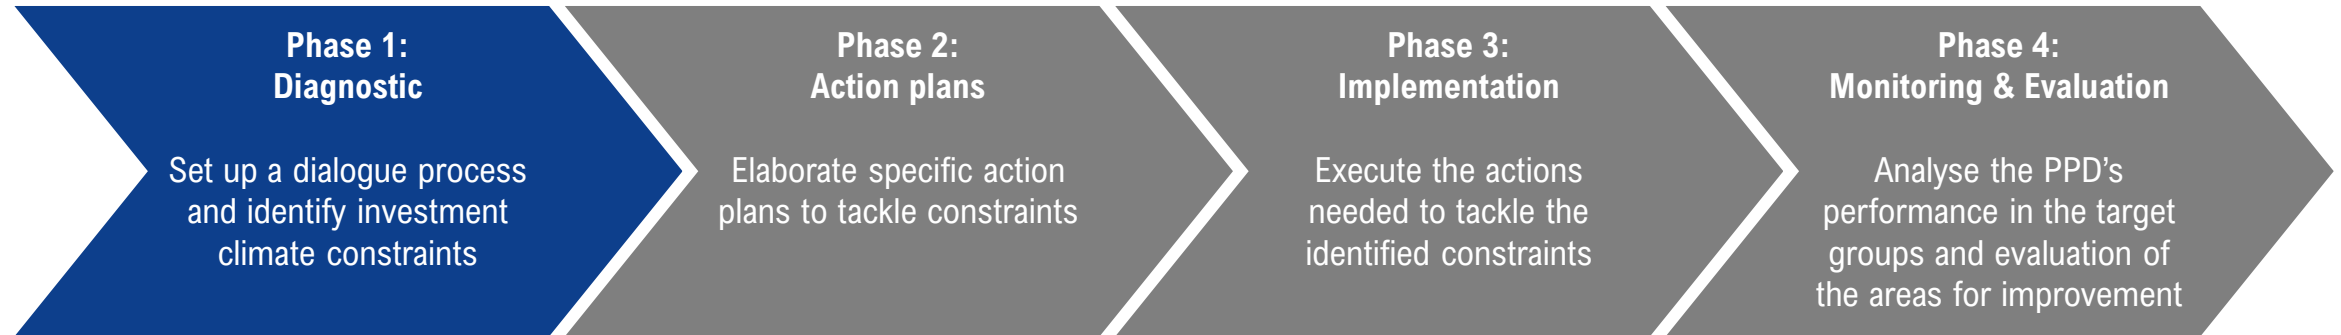 Phase 1:
Diagnostic
Set up a dialogue process
and identify investment
climate constraints
Phase 2:
Action plans
Elaborate specific action
plans to tackle constraints
Phase 3:
Implementation
Execute the actions
needed to tackle the
identified constraints
Phase 4:
Monitoring & Evaluation
Analyse the PPD's
performance in the target
groups and evaluation of
the areas for improvement